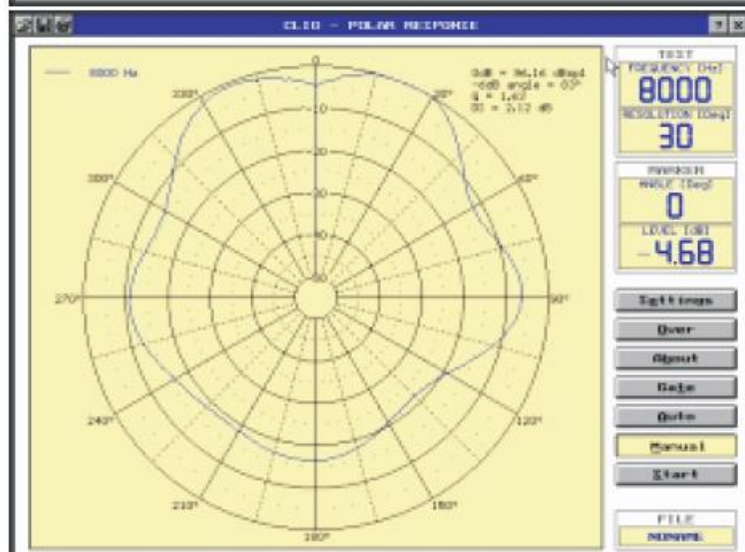 CLIO - POLAR RESPONSE
? x
8000 Hz
0dB = 96.16 dBspl
-6dB angle = 83°
Q = 1.62
DI = 2.12 dB
0
330°
30°
300°
60°
270°
90°
240°
120°
210°
150°
180°
-10
-20
-30
-40
-50
TEST
FREQUENCY [Hz]
8000
RESOLUTION [Deg]
30
MARKER
ANGLE [Deg]
0
LEVEL [dB]
-4.68
Settings
Over
About
Gate
Auto
Manual
Start
FILE
NONAME